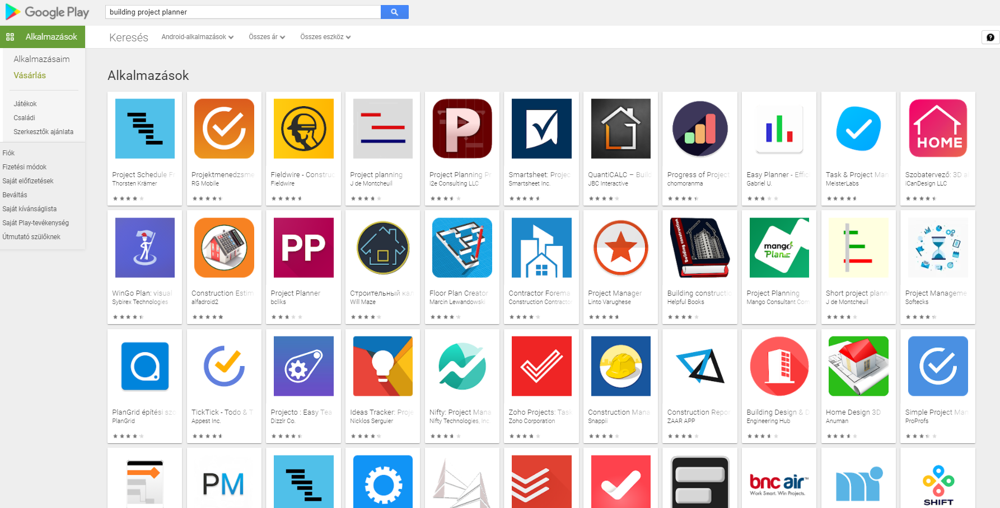 Google Play
building project planner
Alkalmazások
Keresés
Android-alkalmazások
Összes ár
Összes eszköz
Alkalmazásaim
Vásárlás
Játékok
Családi
Szerkesztők ajánlata
Fiók
Fizetési módok
Saját előfizetések
Beváltás
Saját kívánságlista
Saját Play-tevékenység
Útmutató szülőknek
Alkalmazások
P
HOME
Project Schedule Fr
Thorsten Krämer
Projektmenedzsme
RG Mobile
Fieldwire - Construc
Fieldwire
Project planning
J de Montcheuil
Project Planning Pr
i2e Consulting LLC
Smartsheet: Projec
Smartsheet Inc.
QuantiCALC – Build
JBC Interactive
Progress of Project
chomoranma
Easy Planner - Effic
Gabriel U.
Task & Project Man
MeisterLabs
Szobatervező: 3D a
iCanDesign LLC
PP
Building construction
mango
Plan
WinGo Plan: visual
Sybirex Technologies
Construction Estim
alfadroid2
Project Planner
bcliks
Строительный кал
Will Maze
Floor Plan Creator
Marcin Lewandowski
Contractor Forema
Construction Contractor
Project Manager
Linto Varughese
Building constructio
Helpful Books
Project Planning
Mango Consultant Com
Short project plann
J de Montcheuil
Project Manageme
Softecks
PlanGrid építési szo
PlanGrid
TickTick - Todo & T
Appest Inc.
Projecto : Easy Tea
Dizzlr Co.
Ideas Tracker: Proje
Nicklos Serguier
Nifty: Project Mana
Nifty Technologies, Inc.
Zoho Projects: Task
Zoho Corporation
Construction Mana
Snappii
Construction Repor
ZAAR APP
Building Design & D
Engineering Hub
Home Design 3D
Anuman
Simple Project Man
ProProfs
PM
bnc air™
Work Smart. Win Projects.
SHIFT